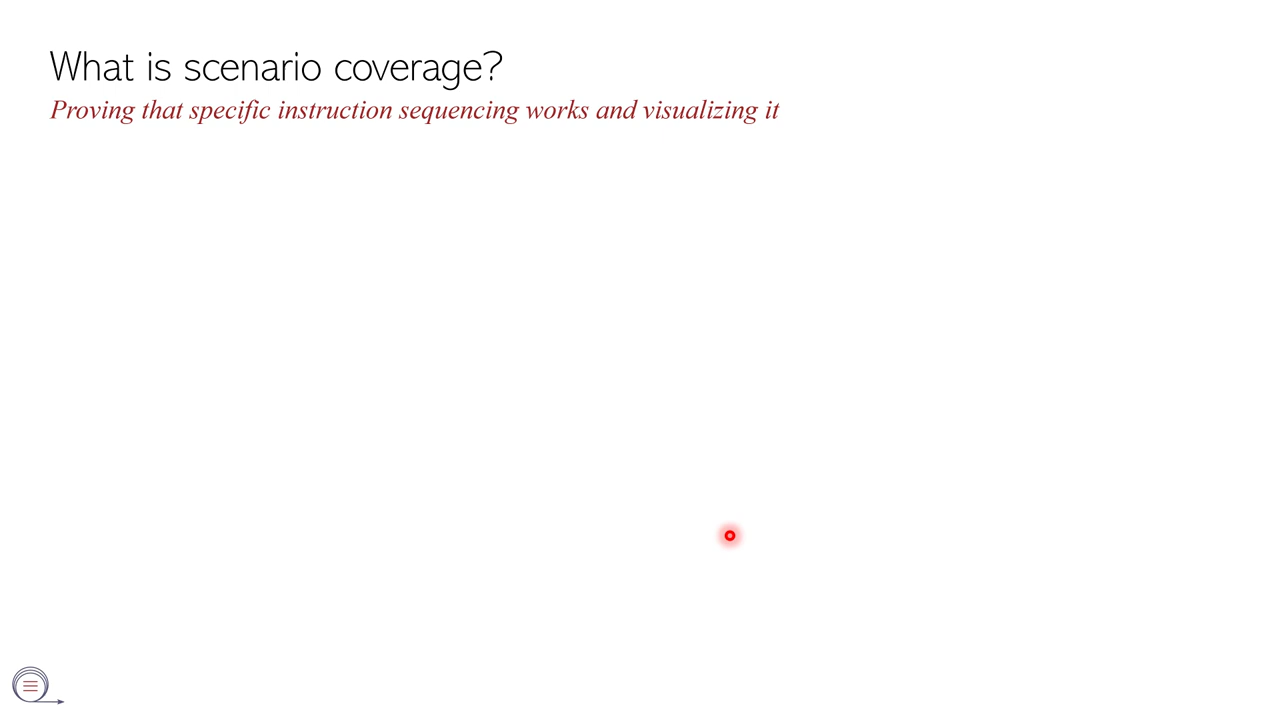 What is scenario coverage?
Proving that specific instruction sequencing works and visualizing it